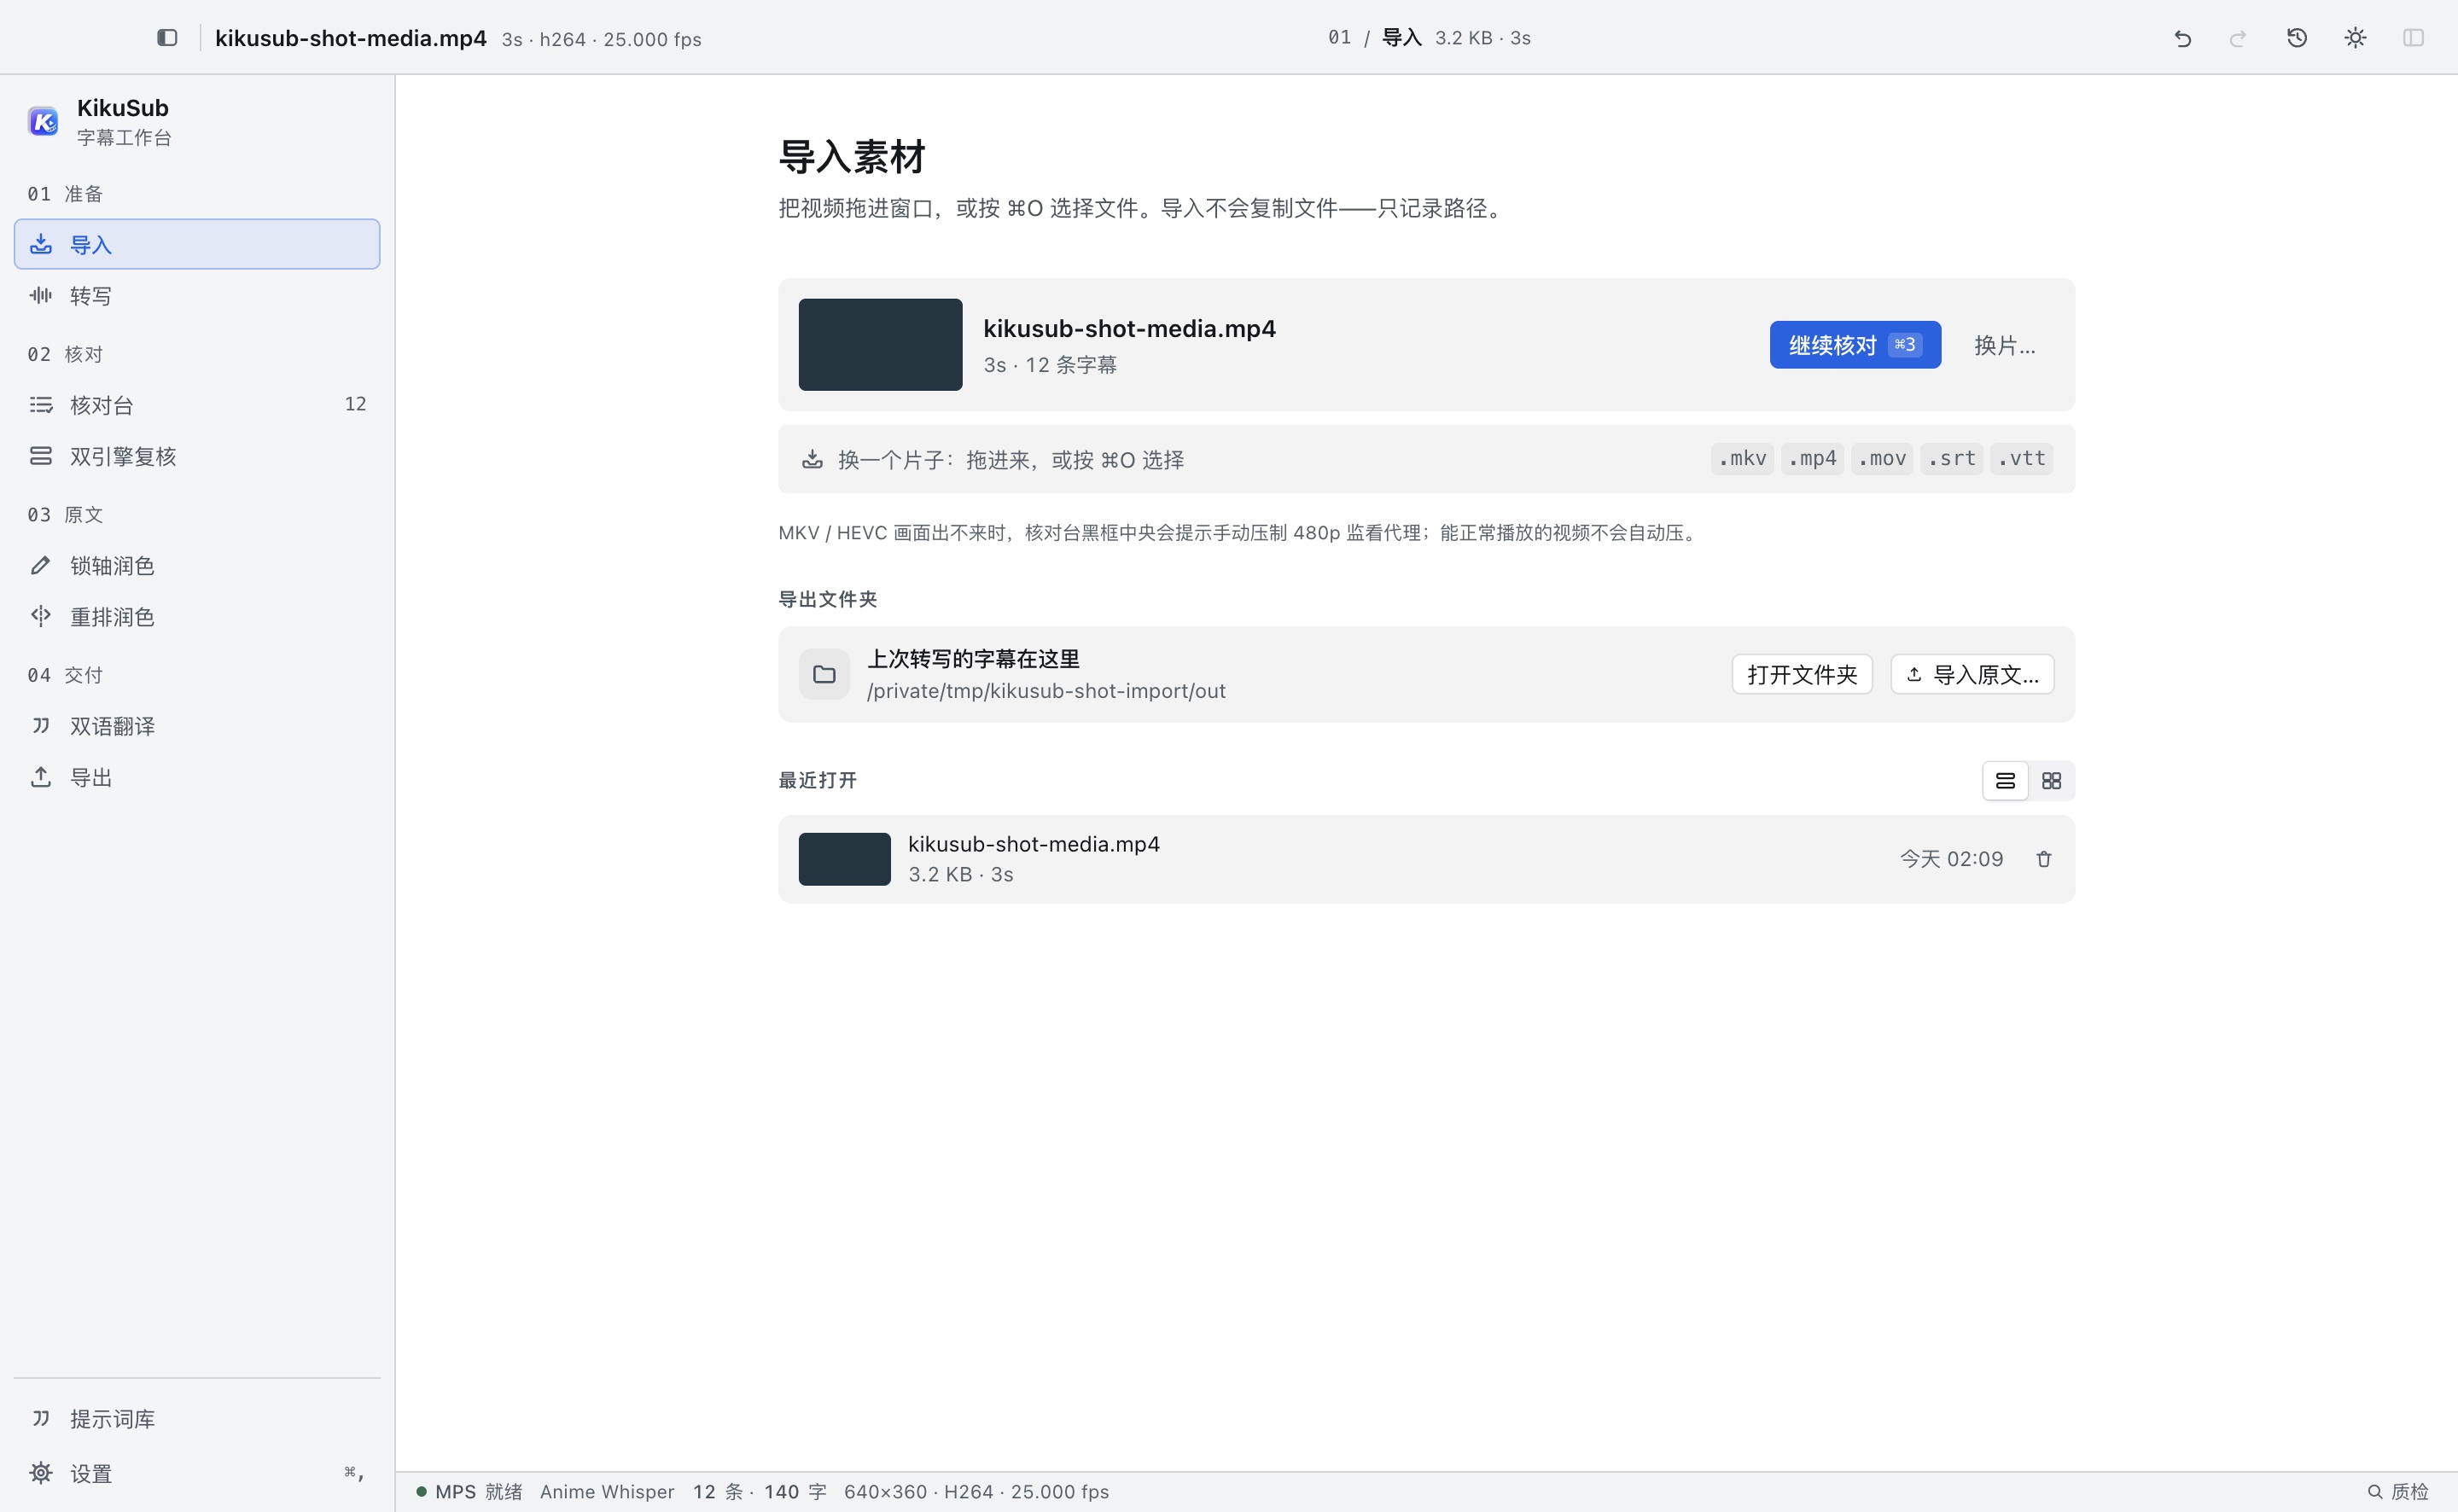 kikusub-shot-media.mp4 3s · h264 · 25.000 fps
01 / 导入 3.2 KB · 3s
KikuSub
字幕工作台
01 准备
导入
转写
02 核对
核对台 12
双引擎复核
03 原文
锁轴润色
重排润色
04 交付
双语翻译
导出
提示词库
设置 ⌘,
导入素材
把视频拖进窗口，或按 ⌘O 选择文件。导入不会复制文件——只记录路径。
kikusub-shot-media.mp4
3s · 12 条字幕
继续核对 ⌘3 换片…
换一个片子：拖进来，或按 ⌘O 选择 .mkv .mp4 .mov .srt .vtt
MKV / HEVC 画面出不来时，核对台黑框中央会提示手动压制 480p 监看代理；能正常播放的视频不会自动压。
导出文件夹
上次转写的字幕在这里
/private/tmp/kikusub-shot-import/out
打开文件夹 导入原文…
最近打开
kikusub-shot-media.mp4
3.2 KB · 3s
今天 02:09
MPS 就绪 Anime Whisper 12 条 · 140 字 640×360 · H264 · 25.000 fps 质检